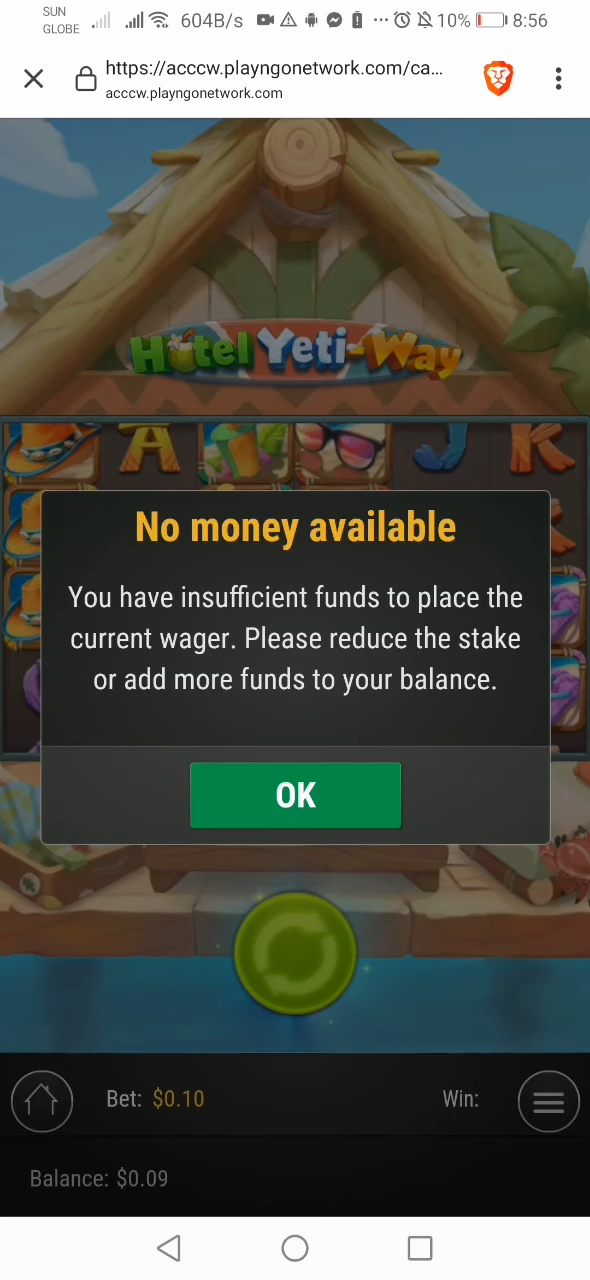 SUN
GLOBE
604B/s
10%
8:56
https://acccw.playngonetwork.com/ca...
acccw.playngonetwork.com
Hotel Yeti-Way
A
J
K
No money available
You have insufficient funds to place the
current wager. Please reduce the stake
or add more funds to your balance.
OK
Bet: $0.10
Win:
Balance: $0.09